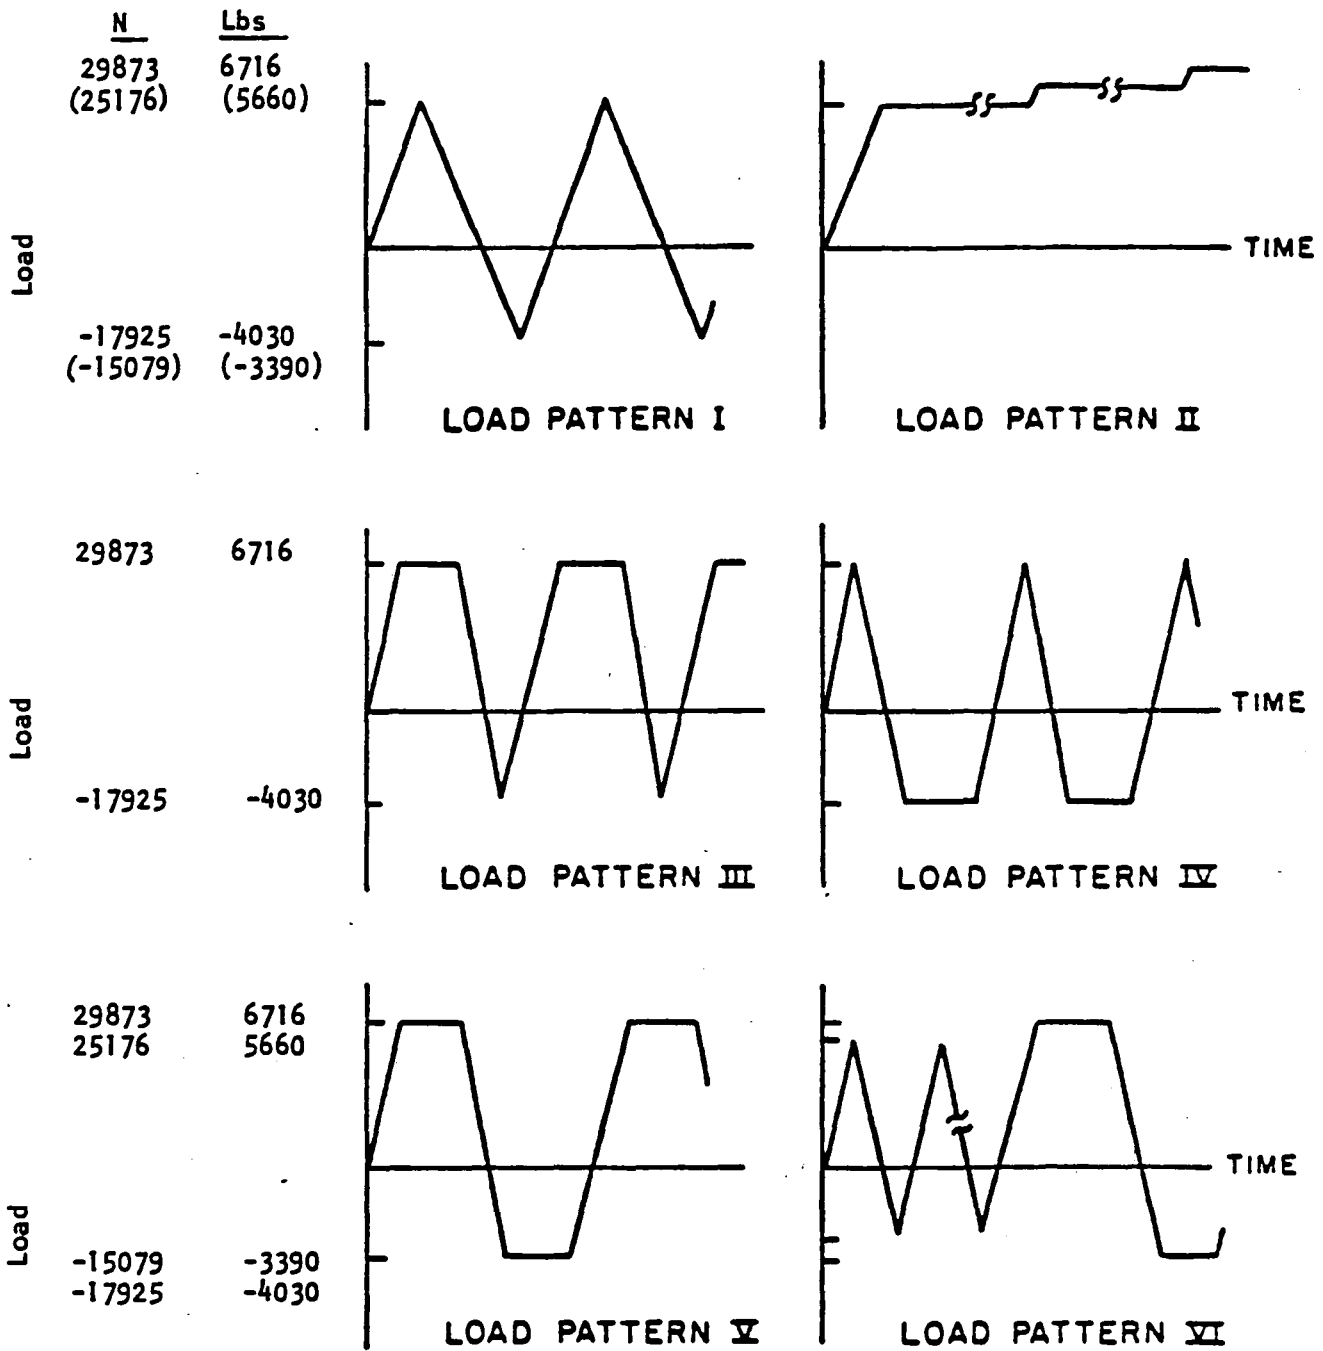 N Lbs
29873 6716
(25176) (5660)
Load
-17925 -4030
(-15079) (-3390)
TIME
LOAD PATTERN I
LOAD PATTERN II
29873 6716
Load
TIME
-17925 -4030
LOAD PATTERN III
LOAD PATTERN IV
29873 6716
25176 5660
TIME
Load
-15079 -3390
-17925 -4030
LOAD PATTERN V
LOAD PATTERN VI